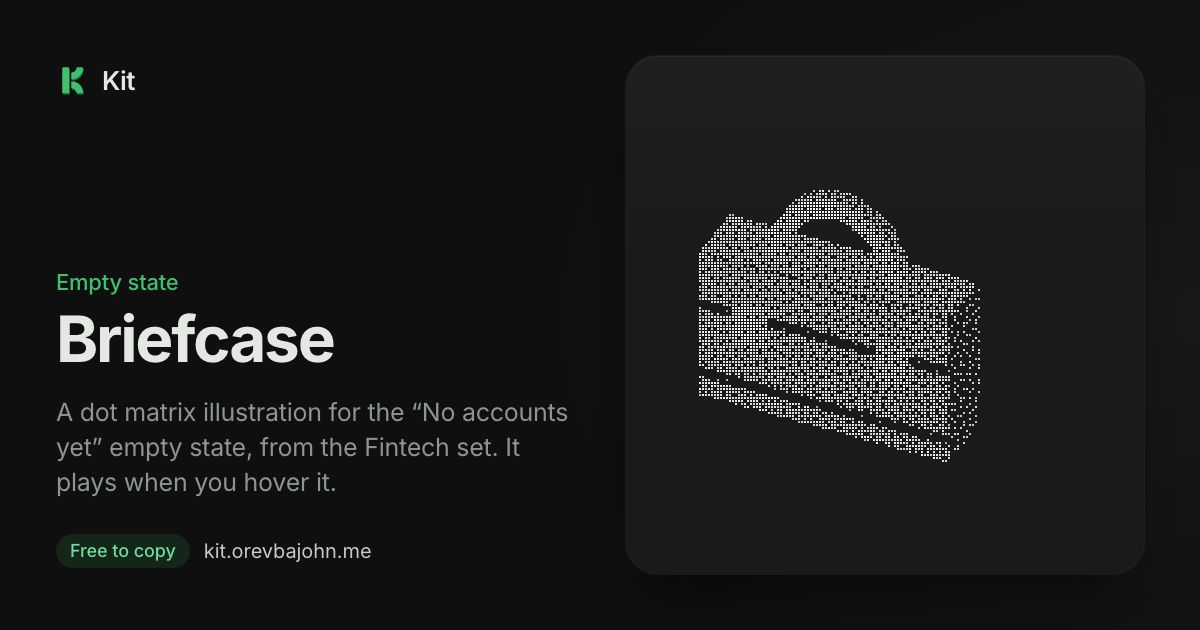 Kit
Empty state
Briefcase
A dot matrix illustration for the “No accounts
yet” empty state, from the Fintech set. It
plays when you hover it.
Free to copy
kit.orevbajohn.me